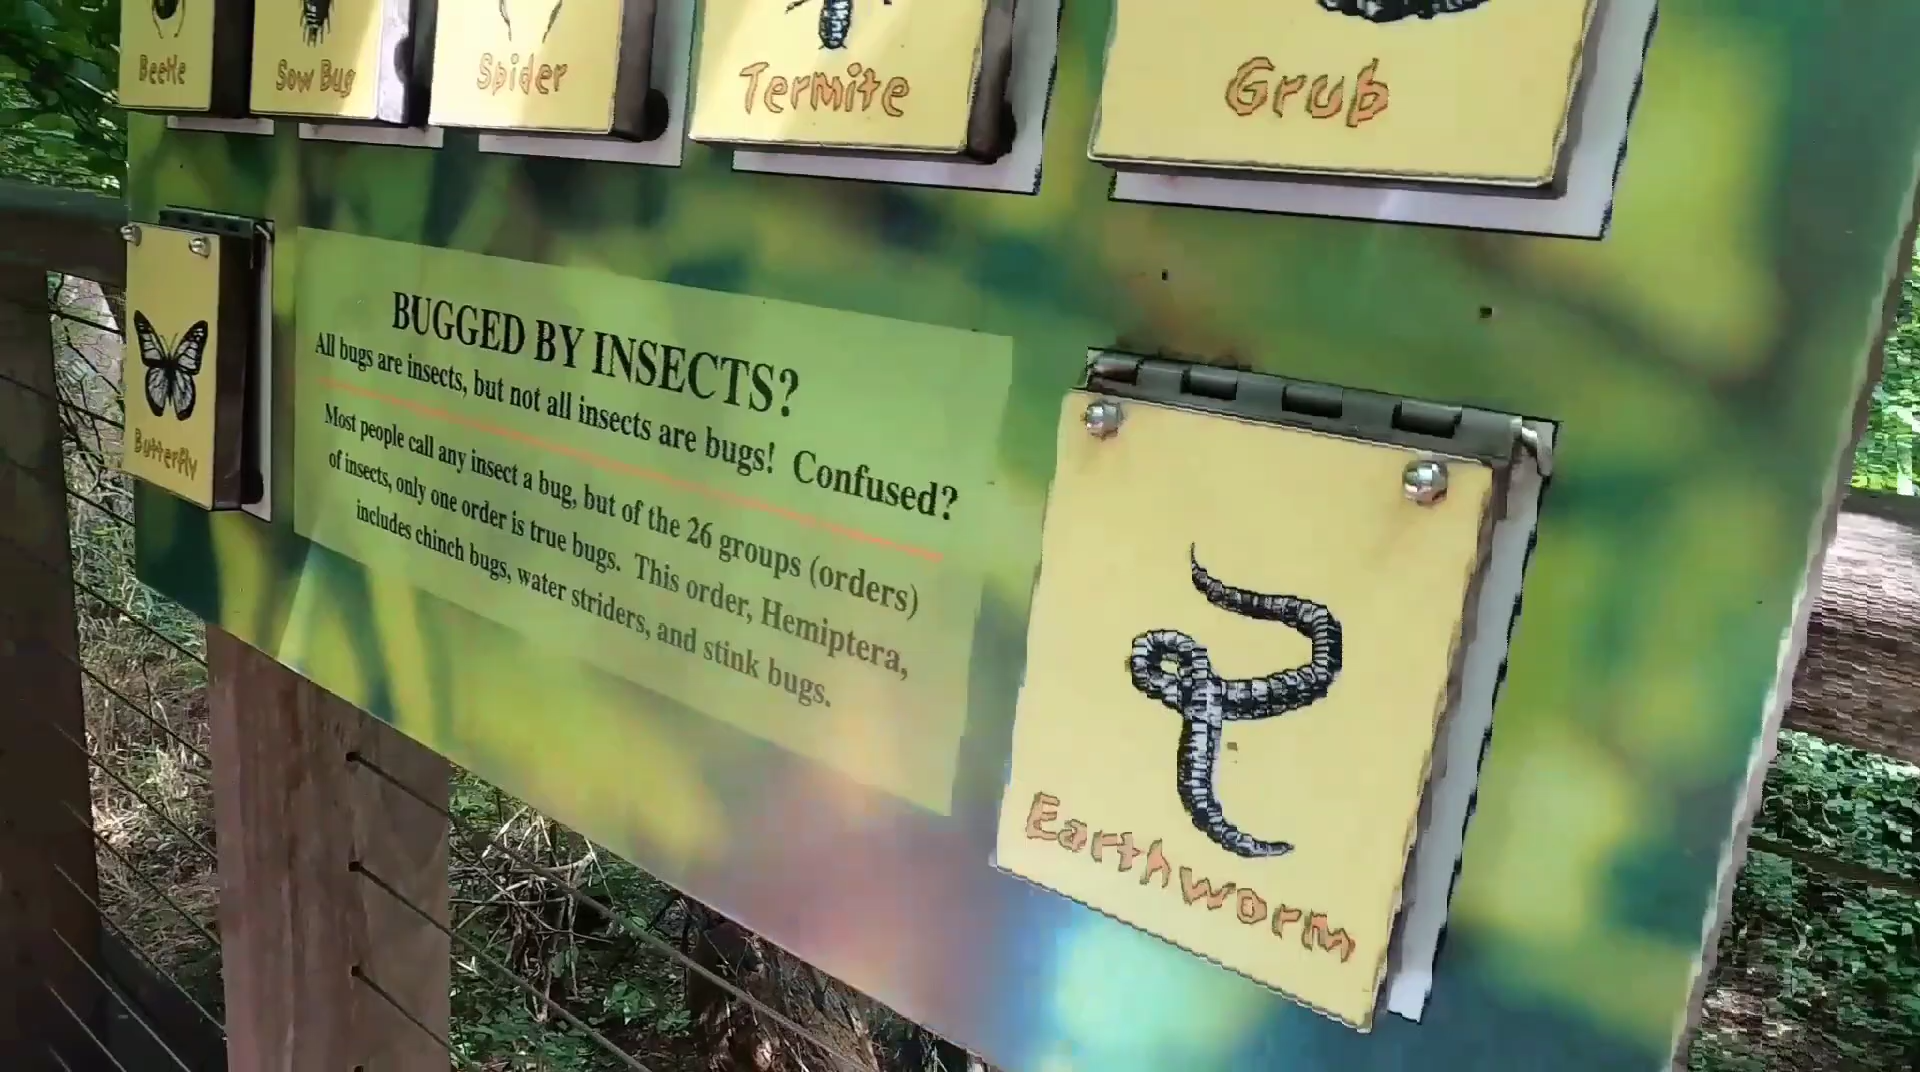 Beetle
Sow Bug
Spider
Termite
Grub
Butterfly
BUGGED BY INSECTS?
All bugs are insects, but not all insects are bugs! Confused?
Most people call any insect a bug, but of the 26 groups (orders)
of insects, only one order is true bugs. This order, Hemiptera,
includes chinch bugs, water striders, and stink bugs.
Earthworm